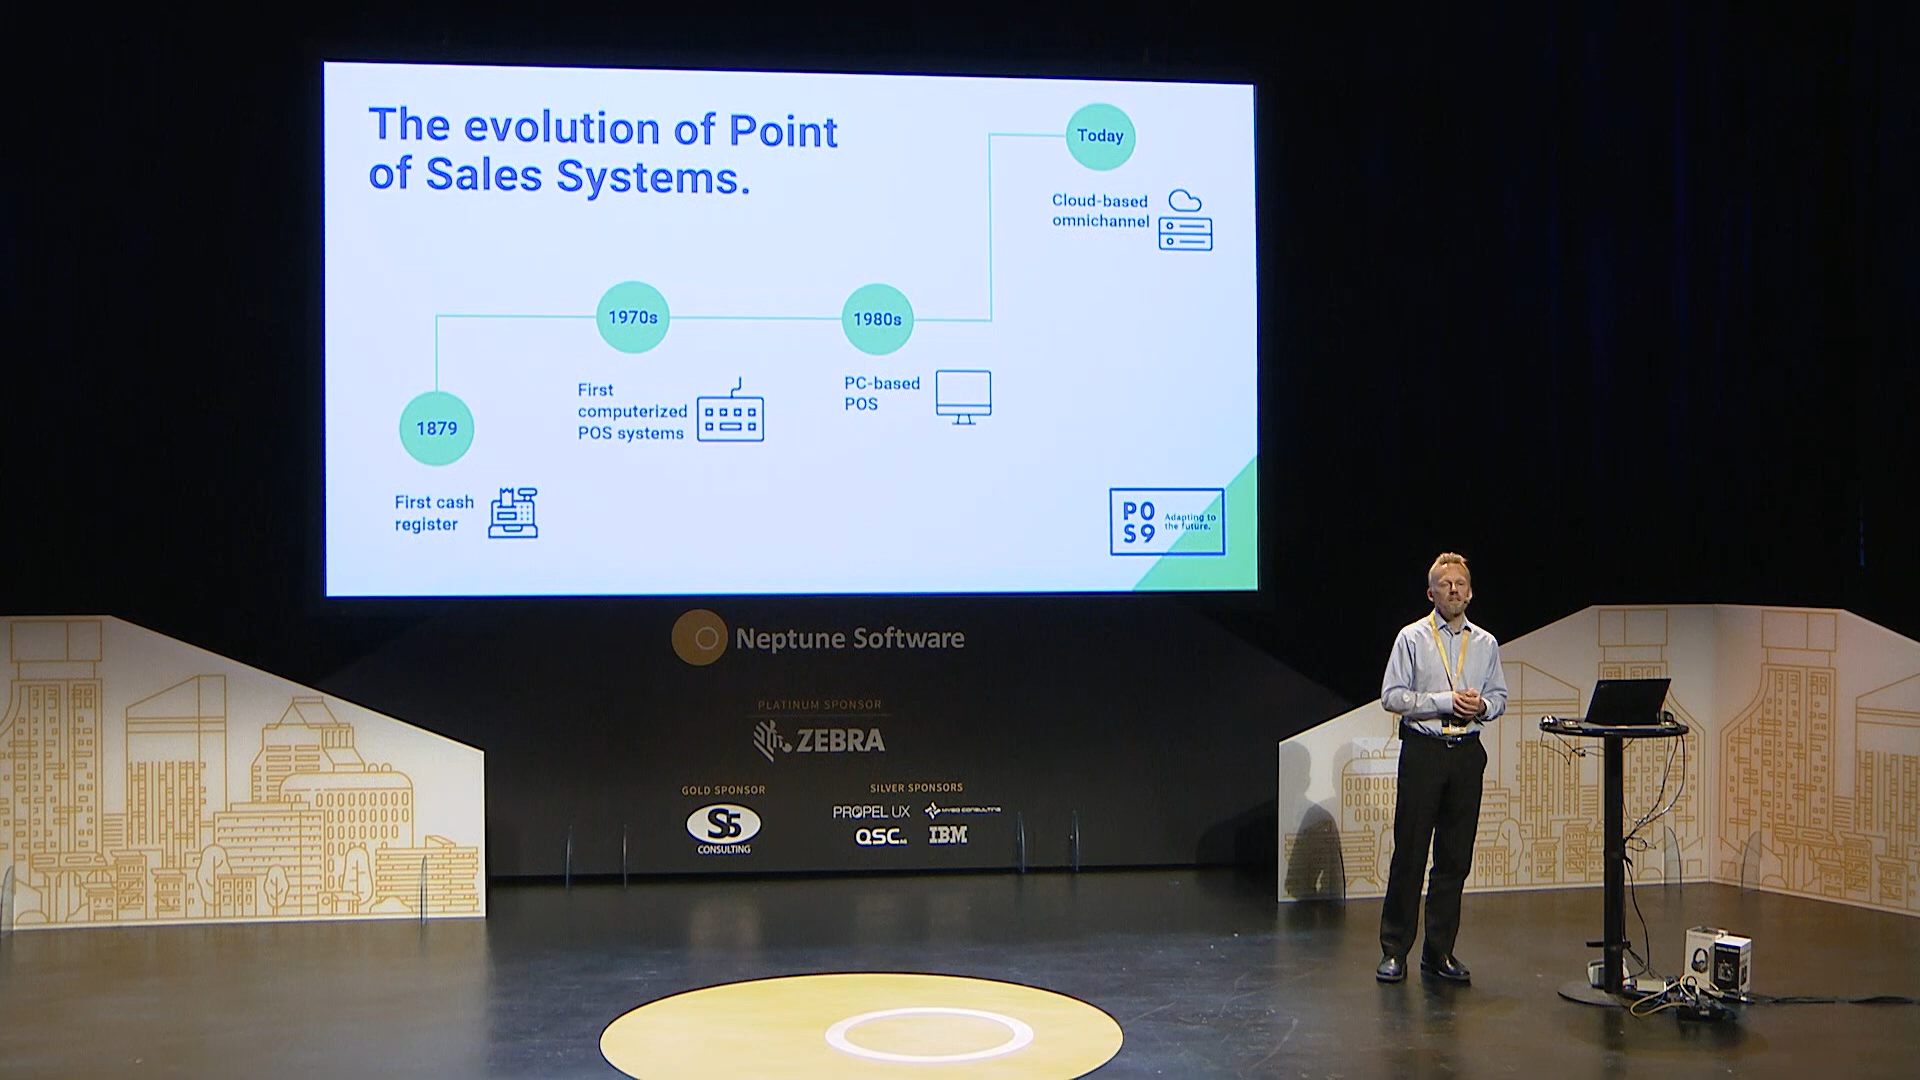 The evolution of Point
of Sales Systems.
Today
Cloud-based
omnichannel
1970s
1980s
First
computerized
POS systems
PC-based
POS
1879
First cash
register
PO
S9
Adapting to
the future.
Neptune Software
PLATINUM SPONSOR
ZEBRA
GOLD SPONSOR
S5
CONSULTING
SILVER SPONSORS
PROPEL UX
QSC AG
IBM